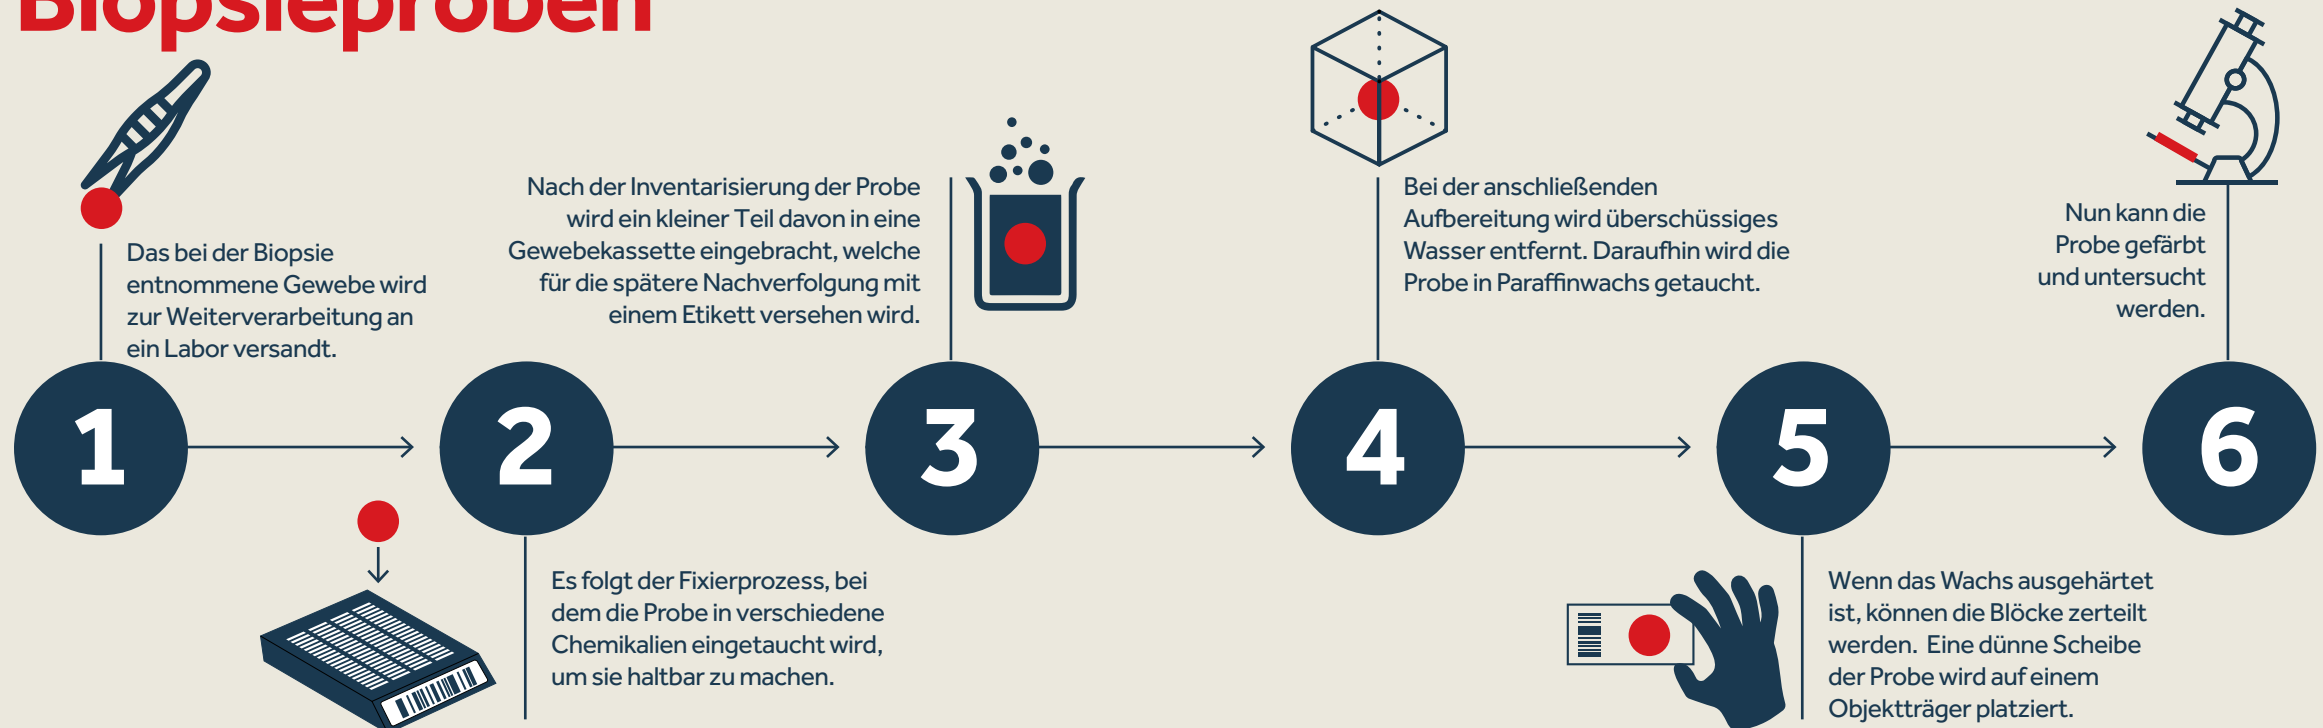 Biopsieproben
Das bei der Biopsie
entnommene Gewebe wird
zur Weiterverarbeitung an
ein Labor versandt.
1
2
Es folgt der Fixierprozess, bei
dem die Probe in verschiedene
Chemikalien eingetaucht wird,
um sie haltbar zu machen.
Nach der Inventarisierung der Probe
wird ein kleiner Teil davon in eine
Gewebekassette eingebracht, welche
für die spätere Nachverfolgung mit
einem Etikett versehen wird.
3
Bei der anschließenden
Aufbereitung wird überschüssiges
Wasser entfernt. Daraufhin wird die
Probe in Paraffinwachs getaucht.
4
5
Wenn das Wachs ausgehärtet
ist, können die Blöcke zerteilt
werden.  Eine dünne Scheibe
der Probe wird auf einem
Objektträger platziert.
Nun kann die
Probe gefärbt
und untersucht
werden.
6